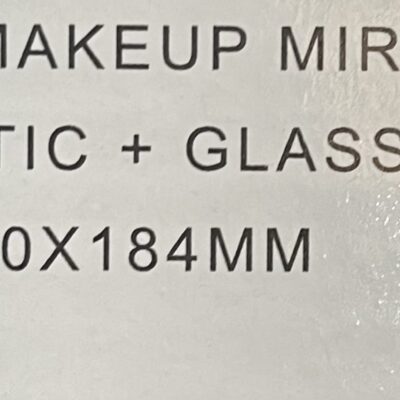 MAKEUP MIR
TIC + GLASS
0X184MM